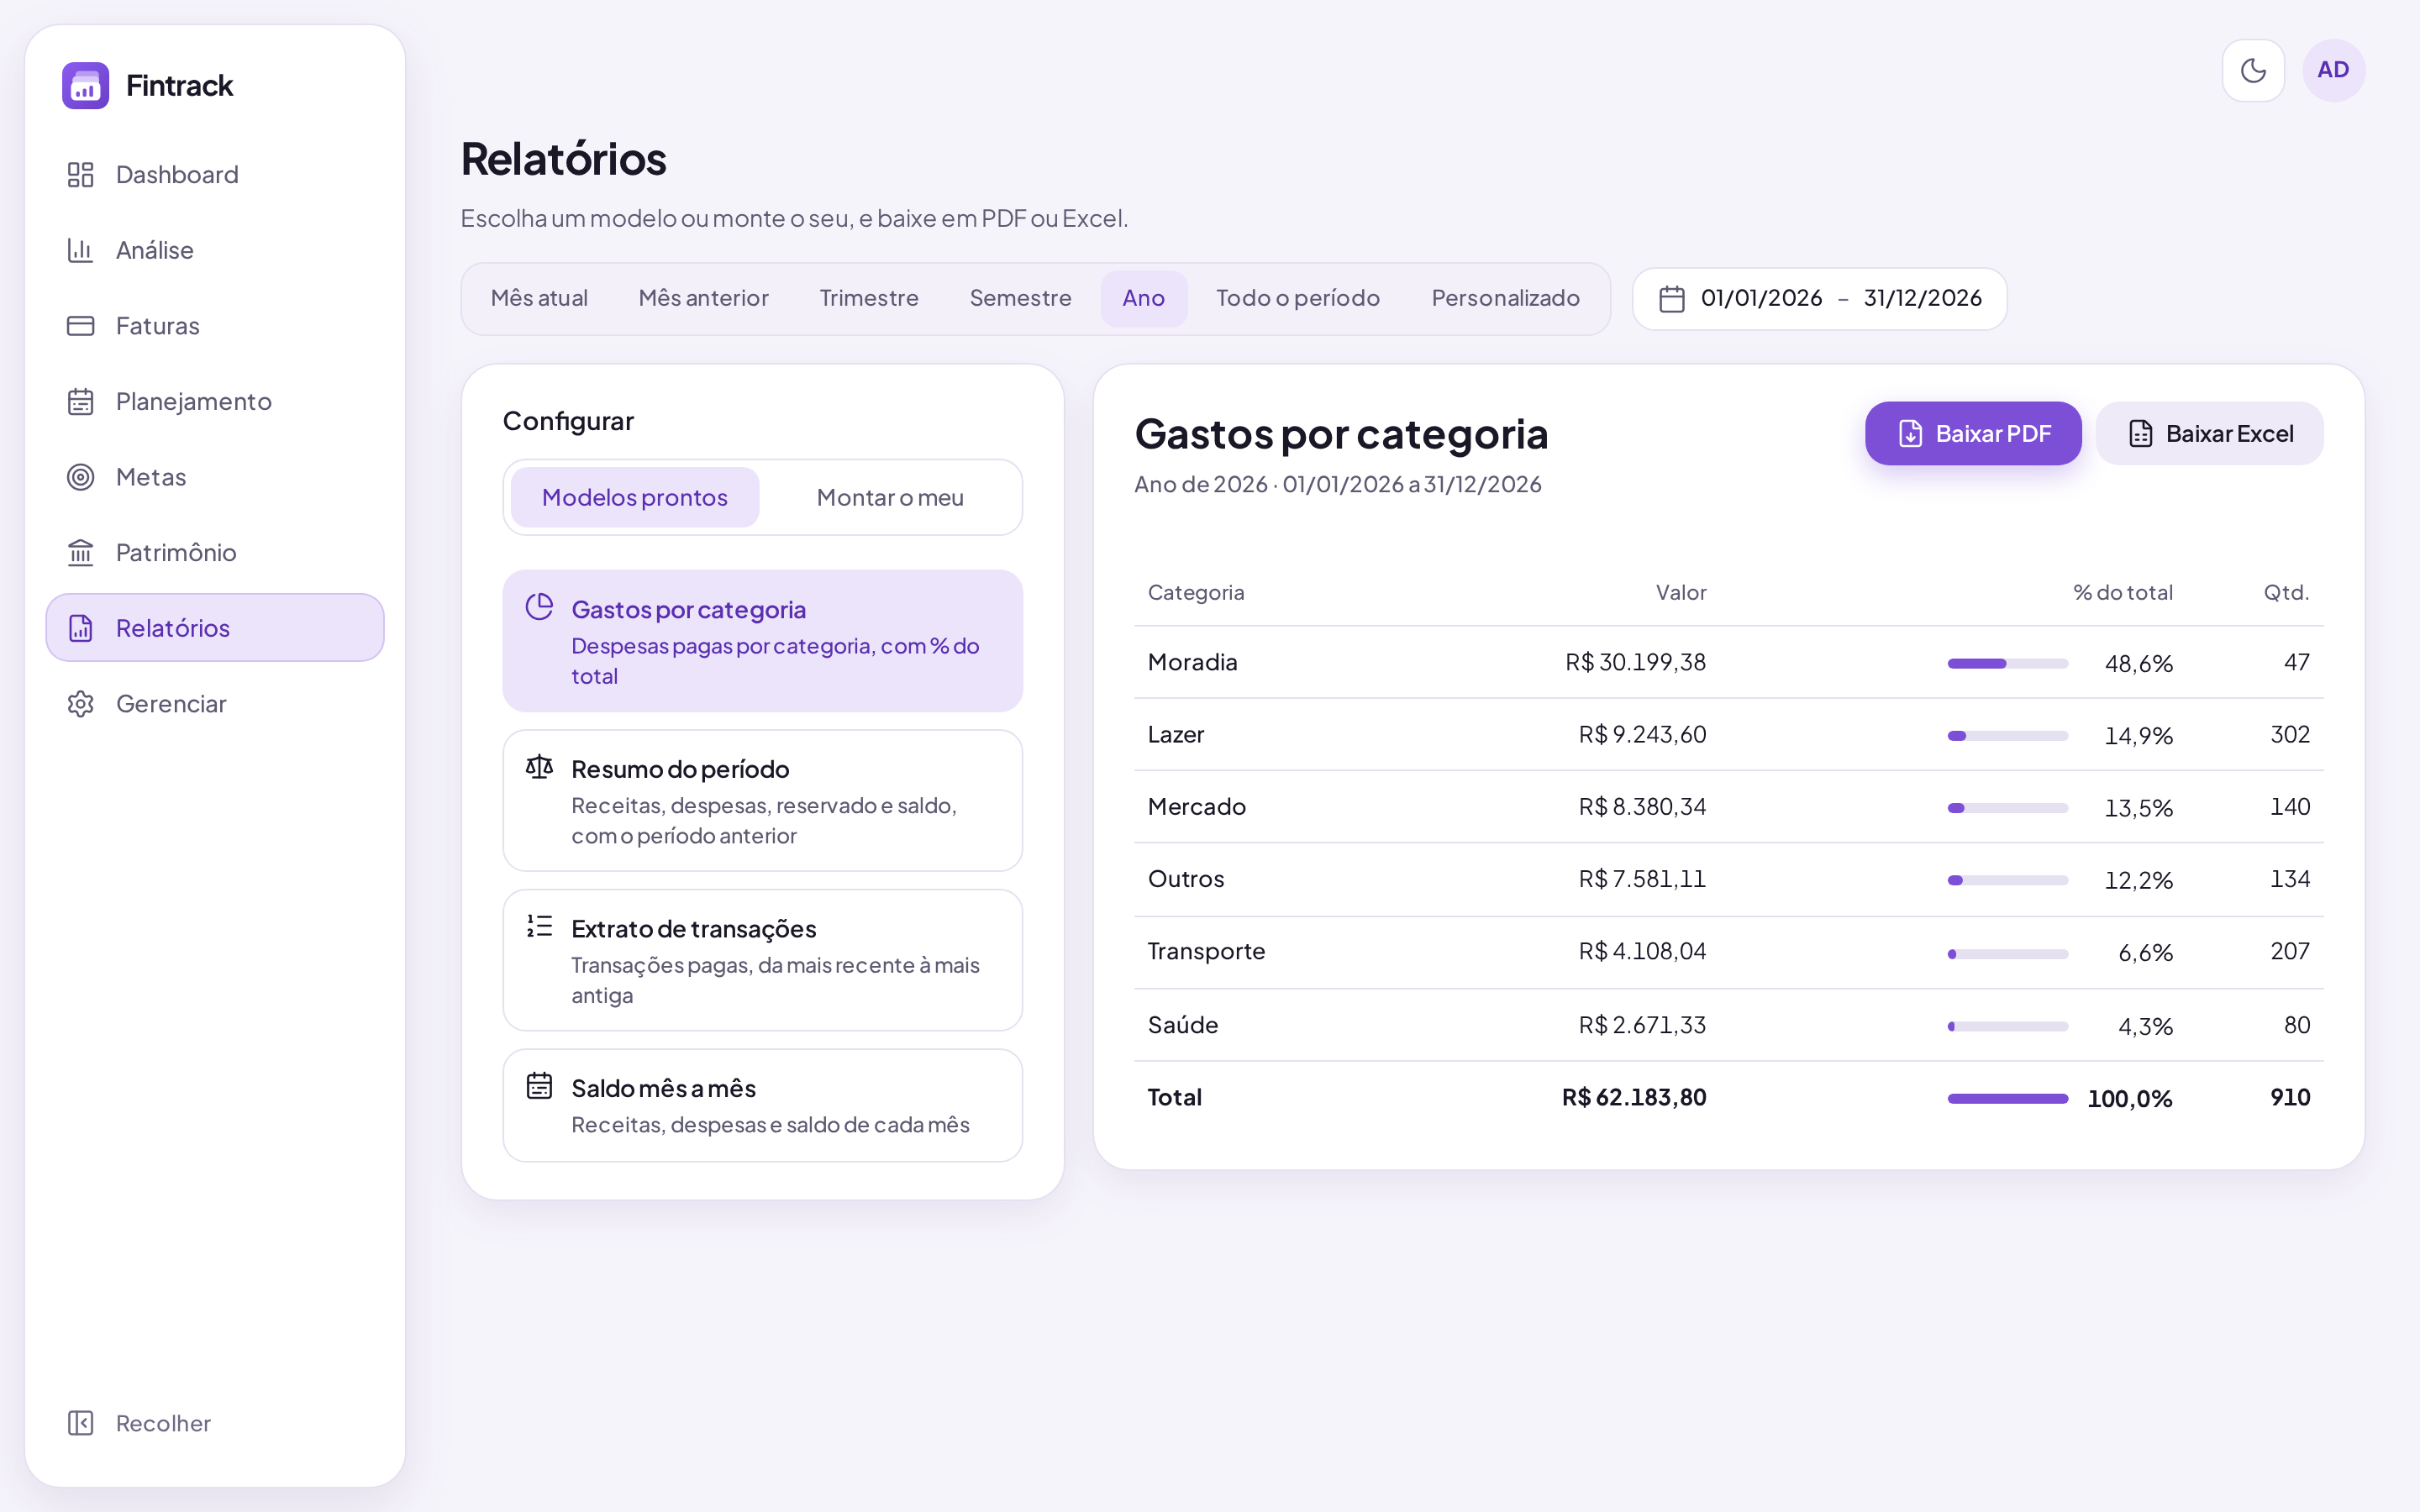 Fintrack
Dashboard
Análise
Faturas
Planejamento
Metas
Patrimônio
Relatórios
Gerenciar
Recolher
AD
Relatórios
Escolha um modelo ou monte o seu, e baixe em PDF ou Excel.
Mês atual Mês anterior Trimestre Semestre Ano Todo o período Personalizado 01/01/2026 – 31/12/2026
Configurar
Modelos prontos Montar o meu
Gastos por categoria
Despesas pagas por categoria, com % do
total
Resumo do período
Receitas, despesas, reservado e saldo,
com o período anterior
Extrato de transações
Transações pagas, da mais recente à mais
antiga
Saldo mês a mês
Receitas, despesas e saldo de cada mês
Gastos por categoria
Baixar PDF Baixar Excel
Ano de 2026 · 01/01/2026 a 31/12/2026
Categoria Valor % do total Qtd.
Moradia R$ 30.199,38 48,6% 47
Lazer R$ 9.243,60 14,9% 302
Mercado R$ 8.380,34 13,5% 140
Outros R$ 7.581,11 12,2% 134
Transporte R$ 4.108,04 6,6% 207
Saúde R$ 2.671,33 4,3% 80
Total R$ 62.183,80 100,0% 910